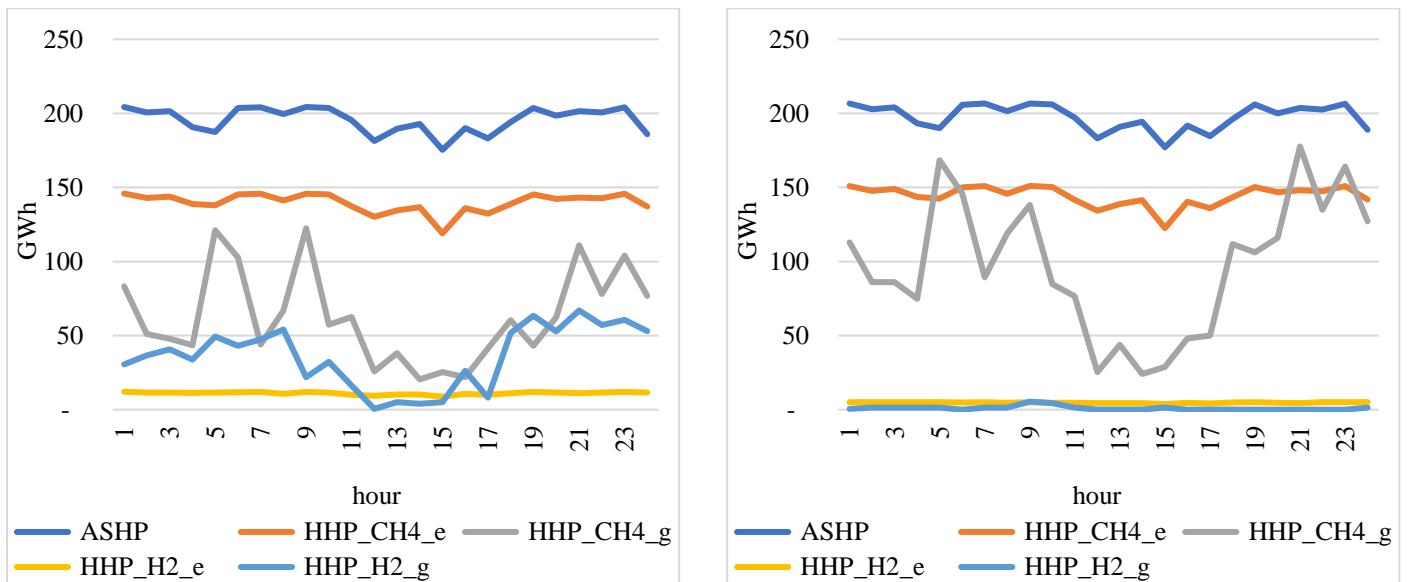 250
200
150
100
50
-
GWh
1 3 5 7 9 11 13 15 17 19 21 23
hour
ASHP HHP_CH4_e HHP_CH4_g
HHP_H2_e HHP_H2_g
250
200
150
100
50
-
GWh
1 3 5 7 9 11 13 15 17 19 21 23
hour
ASHP HHP_CH4_e HHP_CH4_g
HHP_H2_e HHP_H2_g